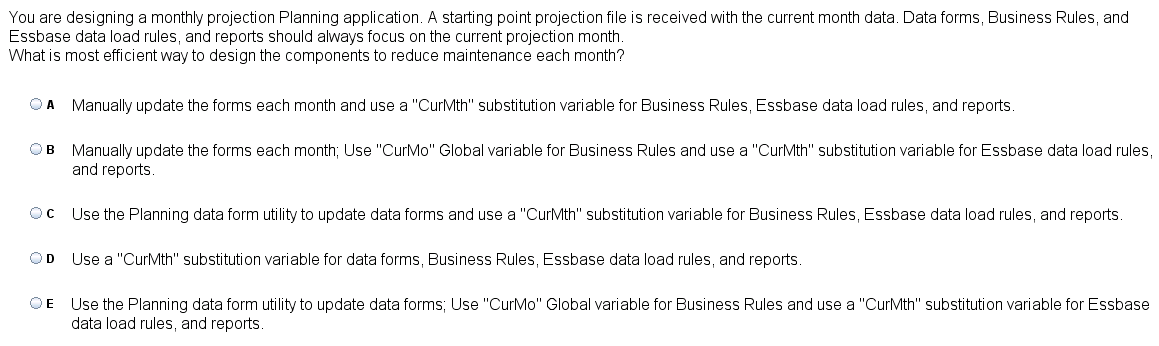 You are designing a monthly projection Planning application. A starting point projection file is received with the current month data. Data forms, Business Rules, and
Essbase data load rules, and reports should always focus on the current projection month.
What is most efficient way to design the components to reduce maintenance each month?
A Manually update the forms each month and use a "CurMth" substitution variable for Business Rules, Essbase data load rules, and reports.
B Manually update the forms each month; Use "CurMo" Global variable for Business Rules and use a "CurMth" substitution variable for Essbase data load rules,
and reports.
C Use the Planning data form utility to update data forms and use a "CurMth" substitution variable for Business Rules, Essbase data load rules, and reports.
D Use a "CurMth" substitution variable for data forms, Business Rules, Essbase data load rules, and reports.
E Use the Planning data form utility to update data forms; Use "CurMo" Global variable for Business Rules and use a "CurMth" substitution variable for Essbase
data load rules, and reports.